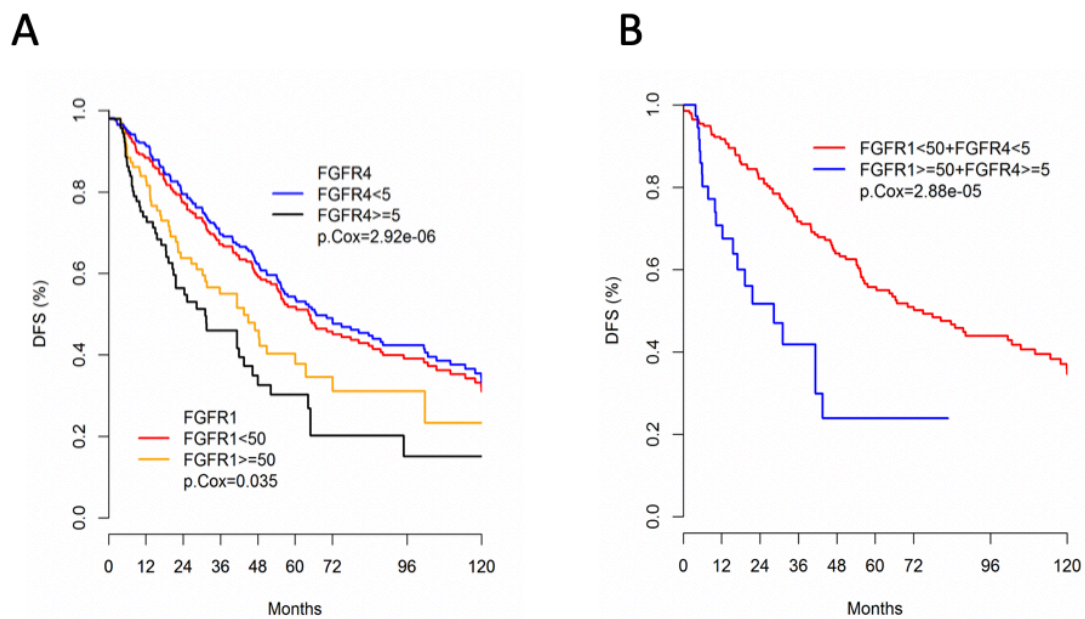 A
B
DFS (%)
1.0
0.8
0.6
0.4
0.2
0.0
FGFR4
FGFR4<5
FGFR4>=5
p.Cox=2.92e-06
FGFR1
FGFR1<50
FGFR1>=50
p.Cox=0.035
0 12 24 36 48 60 72 96 120
Months
DFS (%)
1.0
0.8
0.6
0.4
0.2
0.0
FGFR1<50+FGFR4<5
FGFR1>=50+FGFR4>=5
p.Cox=2.88e-05
0 12 24 36 48 60 72 96 120
Months